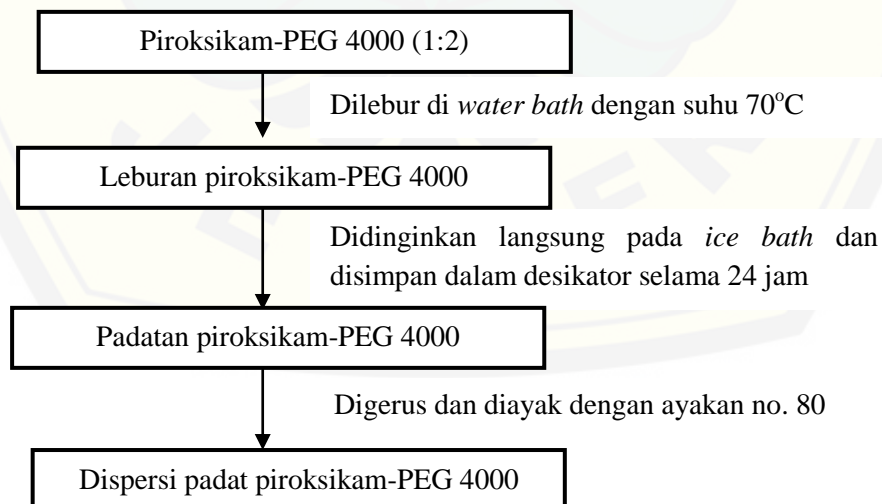 Piroksikam-PEG 4000 (1:2)
Dilebur di water bath dengan suhu 70°C
Leburan piroksikam-PEG 4000
Didinginkan langsung pada ice bath dan
disimpan dalam desikator selama 24 jam
Padatan piroksikam-PEG 4000
Digerus dan diayak dengan ayakan no. 80
Dispersi padat piroksikam-PEG 4000